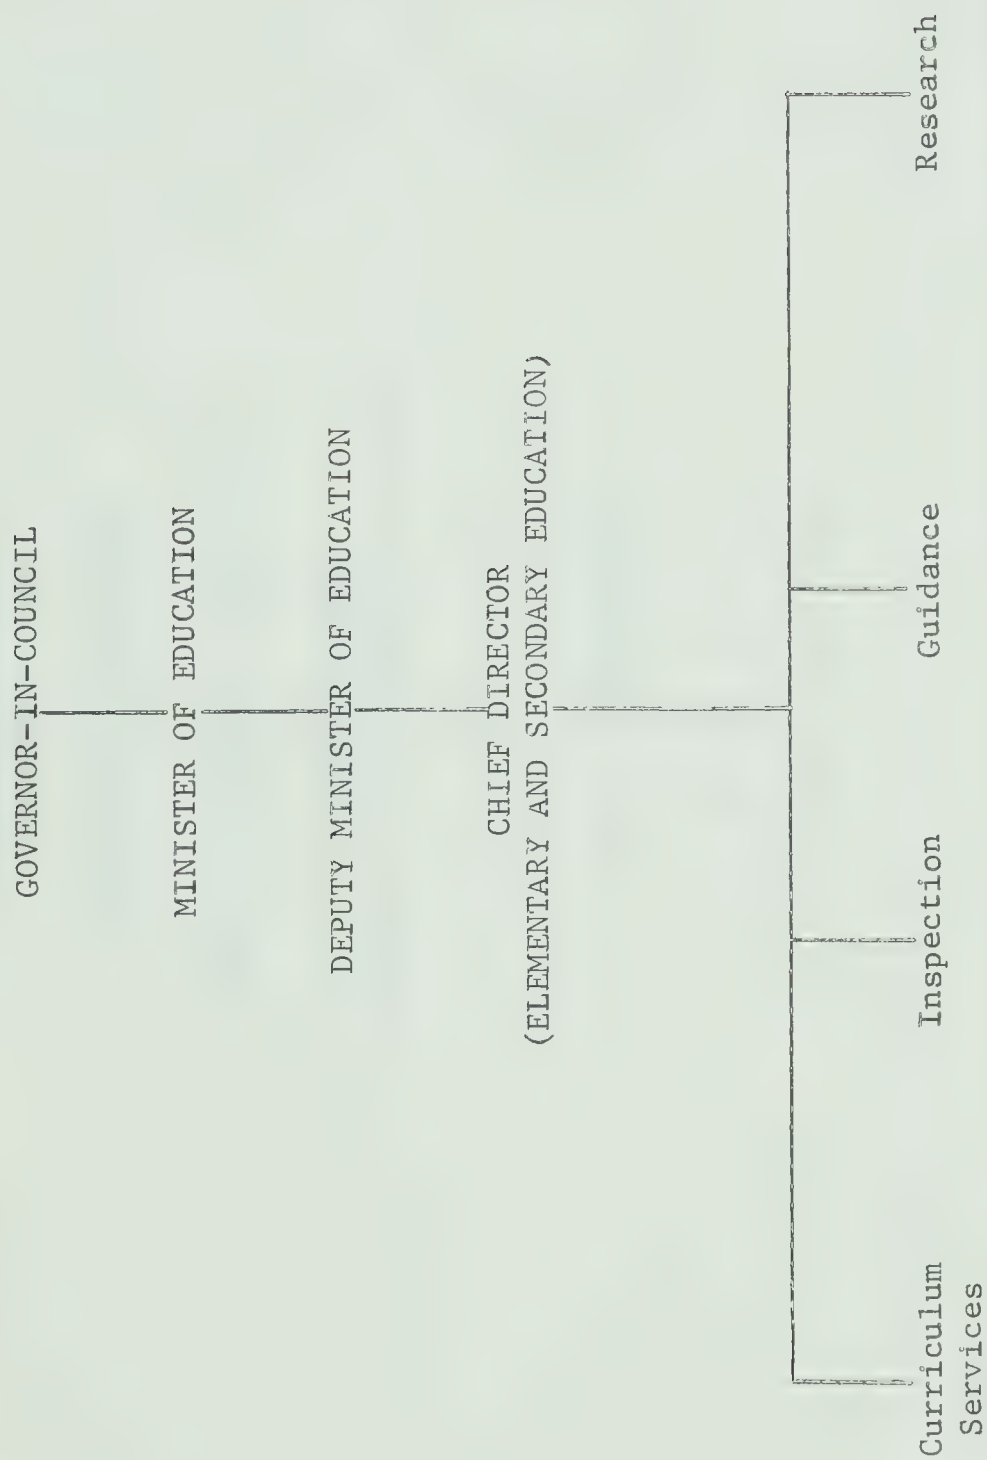 GOVERNOR-IN-COUNCIL
MINISTER OF EDUCATION
DEPUTY MINISTER OF EDUCATION
CHIEF DIRECTOR
(ELEMENTARY AND SECONDARY EDUCATION)
Curriculum
Services
Inspection
Guidance
Research